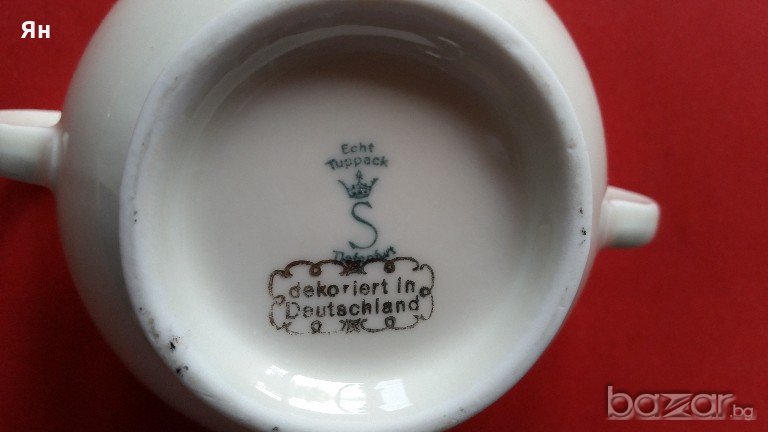 Ян
Echt
Tuppack
S
dekoriert in
Deutschland
bazar.bg